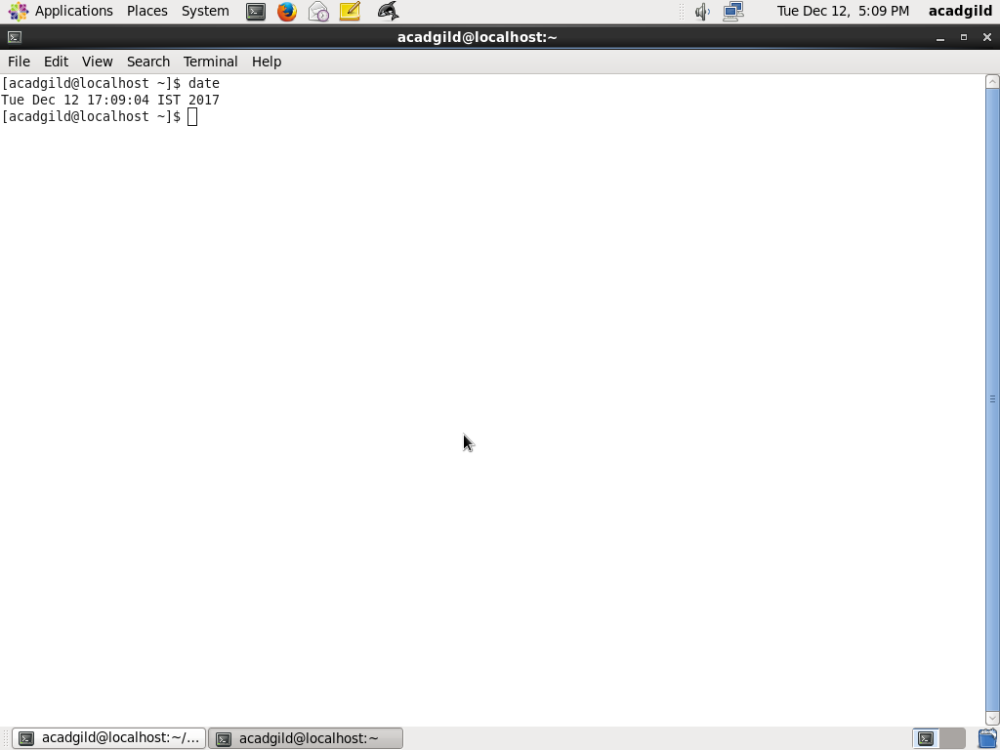 Applications Places System Tue Dec 12, 5:09 PM acadgild
acadgild@localhost:~
File Edit View Search Terminal Help
[acadgild@localhost ~]$ date
Tue Dec 12 17:09:04 IST 2017
[acadgild@localhost ~]$
acadgild@localhost:~/... acadgild@localhost:~